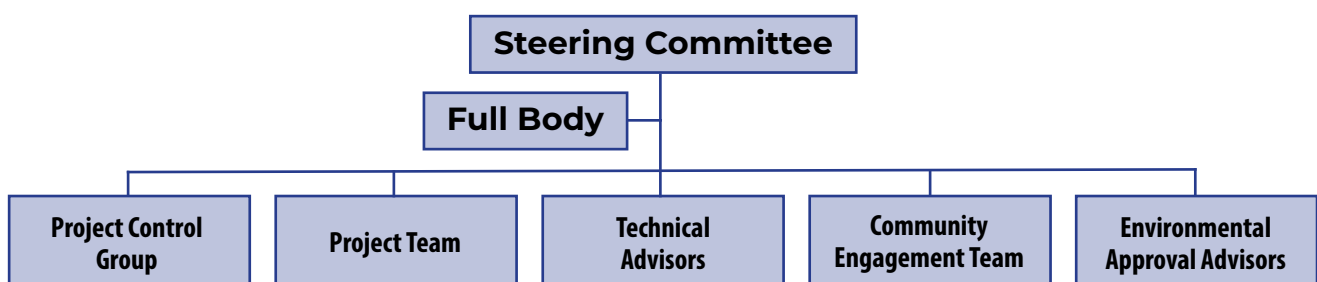 Steering Committee
Full Body
Project Control
Group
Project Team
Technical
Advisors
Community
Engagement Team
Environmental
Approval Advisors